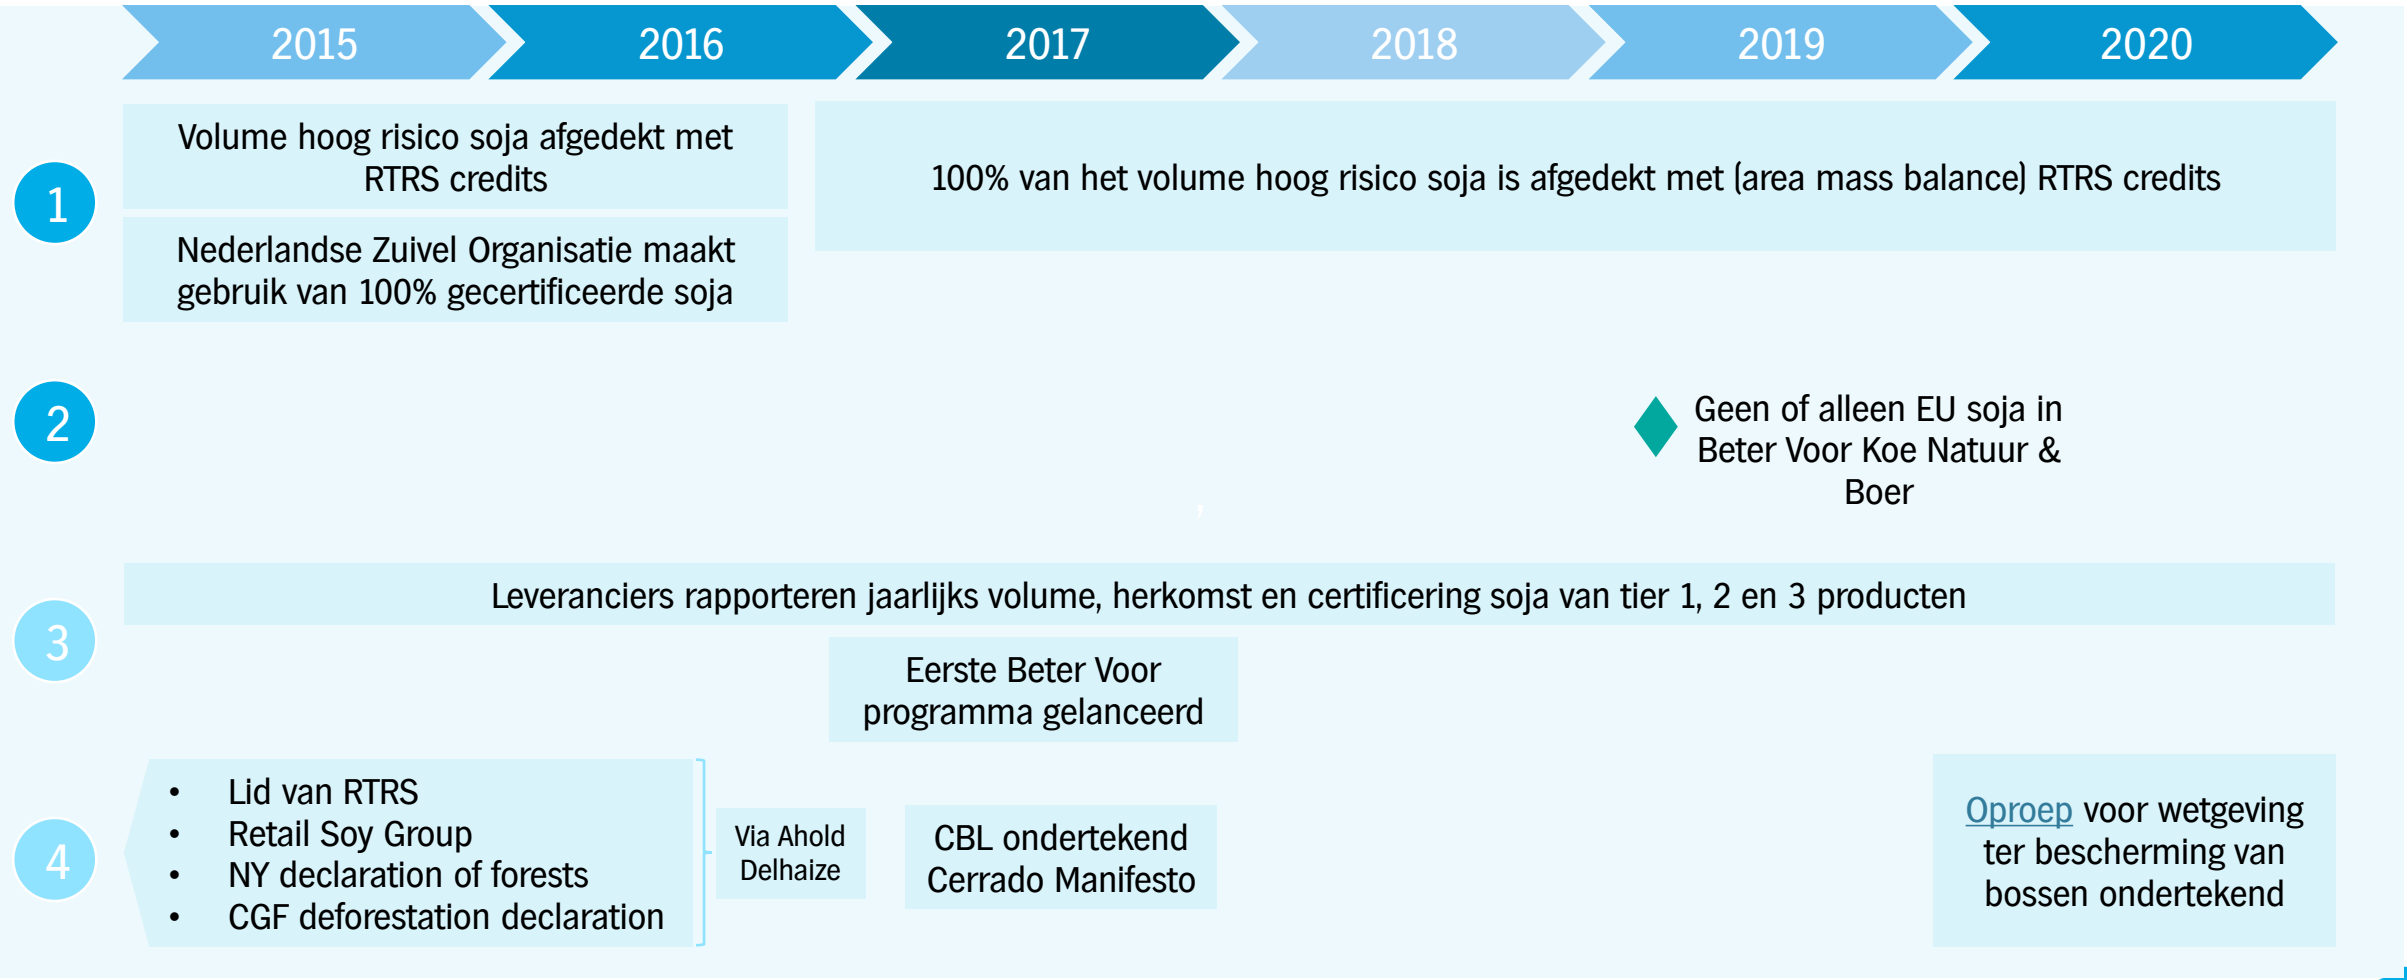 2015
2016
2017
2018
2019
2020
1
Volume hoog risico soja afgedekt met
RTRS credits
100% van het volume hoog risico soja is afgedekt met (area mass balance) RTRS credits
Nederlandse Zuivel Organisatie maakt
gebruik van 100% gecertificeerde soja
2
Geen of alleen EU soja in
Beter Voor Koe Natuur &
Boer
,
3
Leveranciers rapporteren jaarlijks volume, herkomst en certificering soja van tier 1, 2 en 3 producten
Eerste Beter Voor
programma gelanceerd
4
• Lid van RTRS
• Retail Soy Group
• NY declaration of forests
• CGF deforestation declaration
Via Ahold
Delhaize
CBL ondertekend
Cerrado Manifesto
Oproep voor wetgeving
ter bescherming van
bossen ondertekend